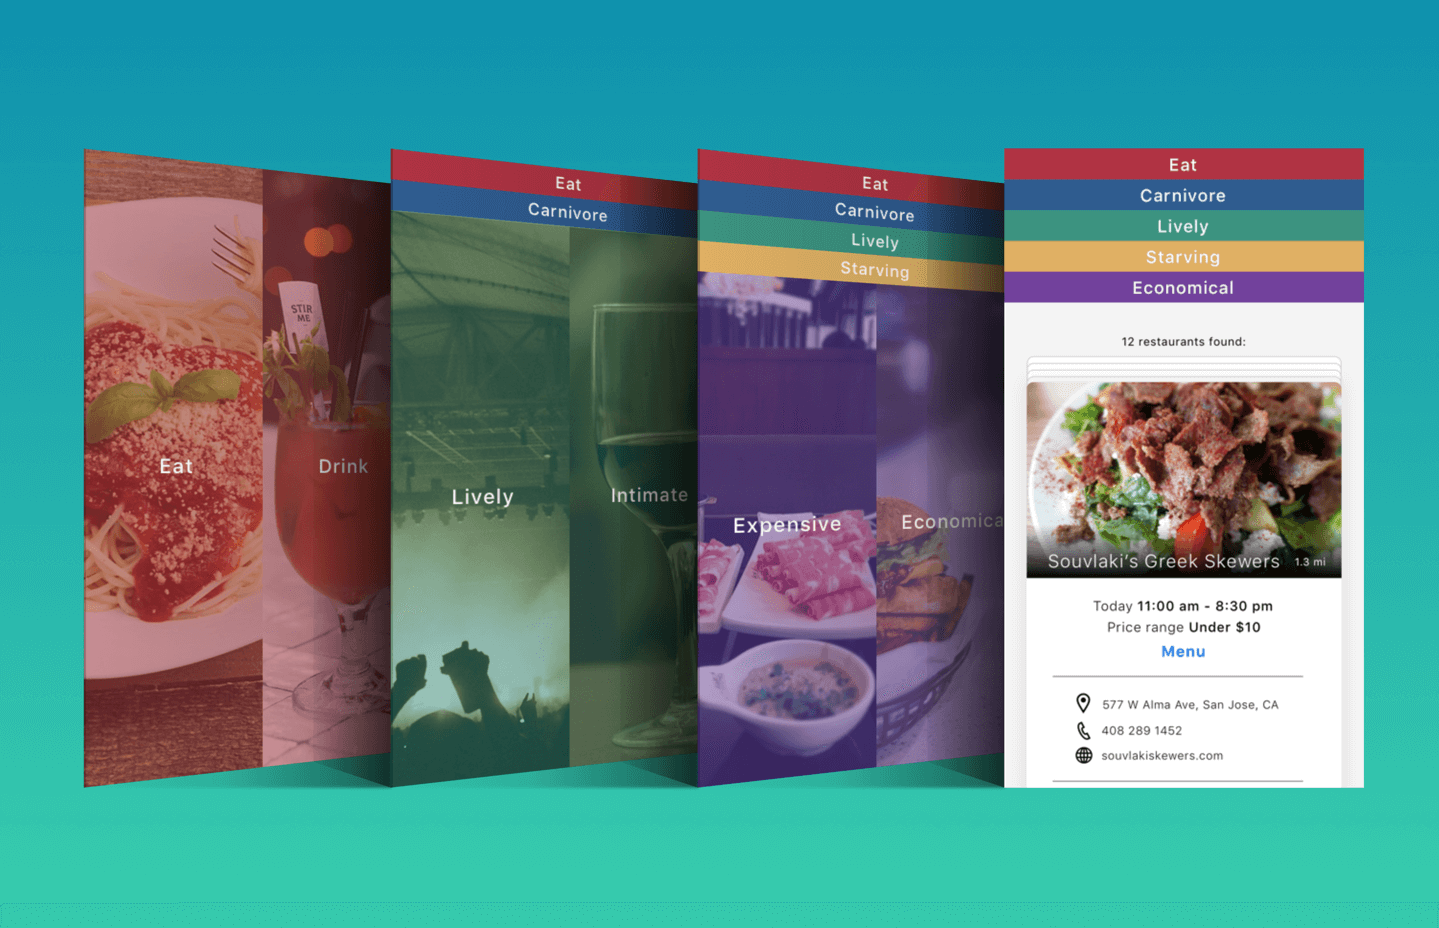 STIR
ME
Eat
Drink
Eat
Carnivore
Lively
Intimate
Eat
Carnivore
Lively
Starving
Expensive
Economica
Eat
Carnivore
Lively
Starving
Economical
12 restaurants found:
Souvlaki's Greek Skewers 1.3 mi
Today 11:00 am - 8:30 pm
Price range Under $10
Menu
577 W Alma Ave, San Jose, CA
408 289 1452
souvlakiskewers.com